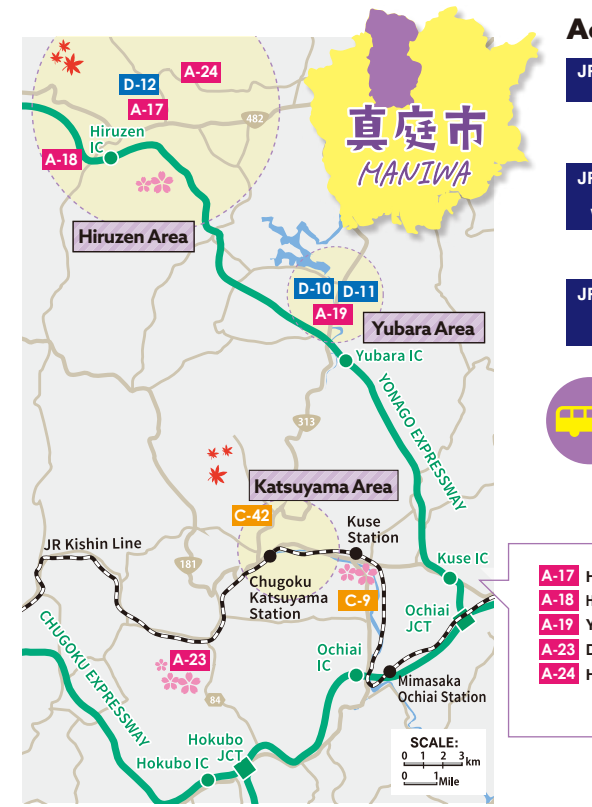 A-24
D-12
A-17
482
Hiruzen
IC
A-18
Hiruzen Area
真庭市
MANIWA
D-10
D-11
A-19
Yubara Area
Yubara IC
YONAGO EXPRESSWAY
313
Katsuyama Area
C-42
Kuse
Station
JR Kishin Line
181
Chugoku
Katsuyama
Station
C-9
Kuse IC
Ochiai
JCT
CHUGOKU EXPRESSWAY
A-23
84
Ochiai
IC
Mimasaka
Ochiai Station
Hokubo
JCT
Hokubo IC
SCALE:
0 1 2 3 km
0 1 Mile
JR
JR
JR
A-17 H
A-18 H
A-19 Y
A-23 D
A-24 H